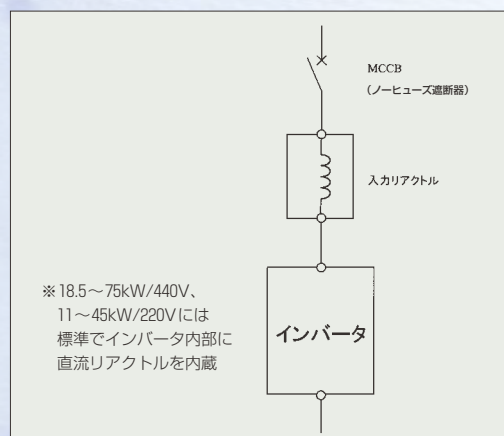 MCCB
（ノーヒューズ遮断器）
入力リアクトル
※18.5～75kW/440V、
11～45kW/220Vには
標準でインバータ内部に
直流リアクトルを内蔵
インバータ